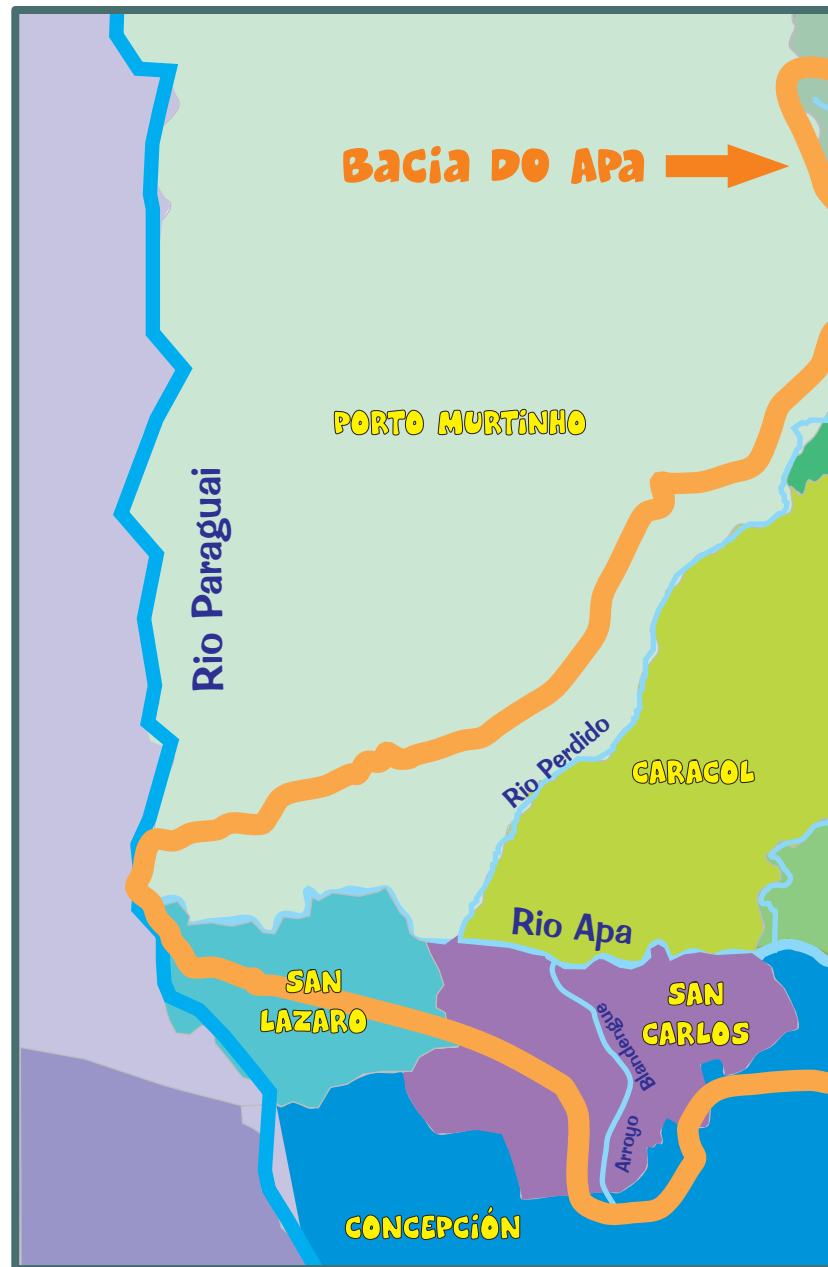 Bacia do Apa
PORTO MURTINHO
Rio Paraguai
Rio Perdido
CARACOL
Rio Apa
SAN
LAZARO
SAN
CARLOS
Arroyo Blandengue
CONCEPCIÓN